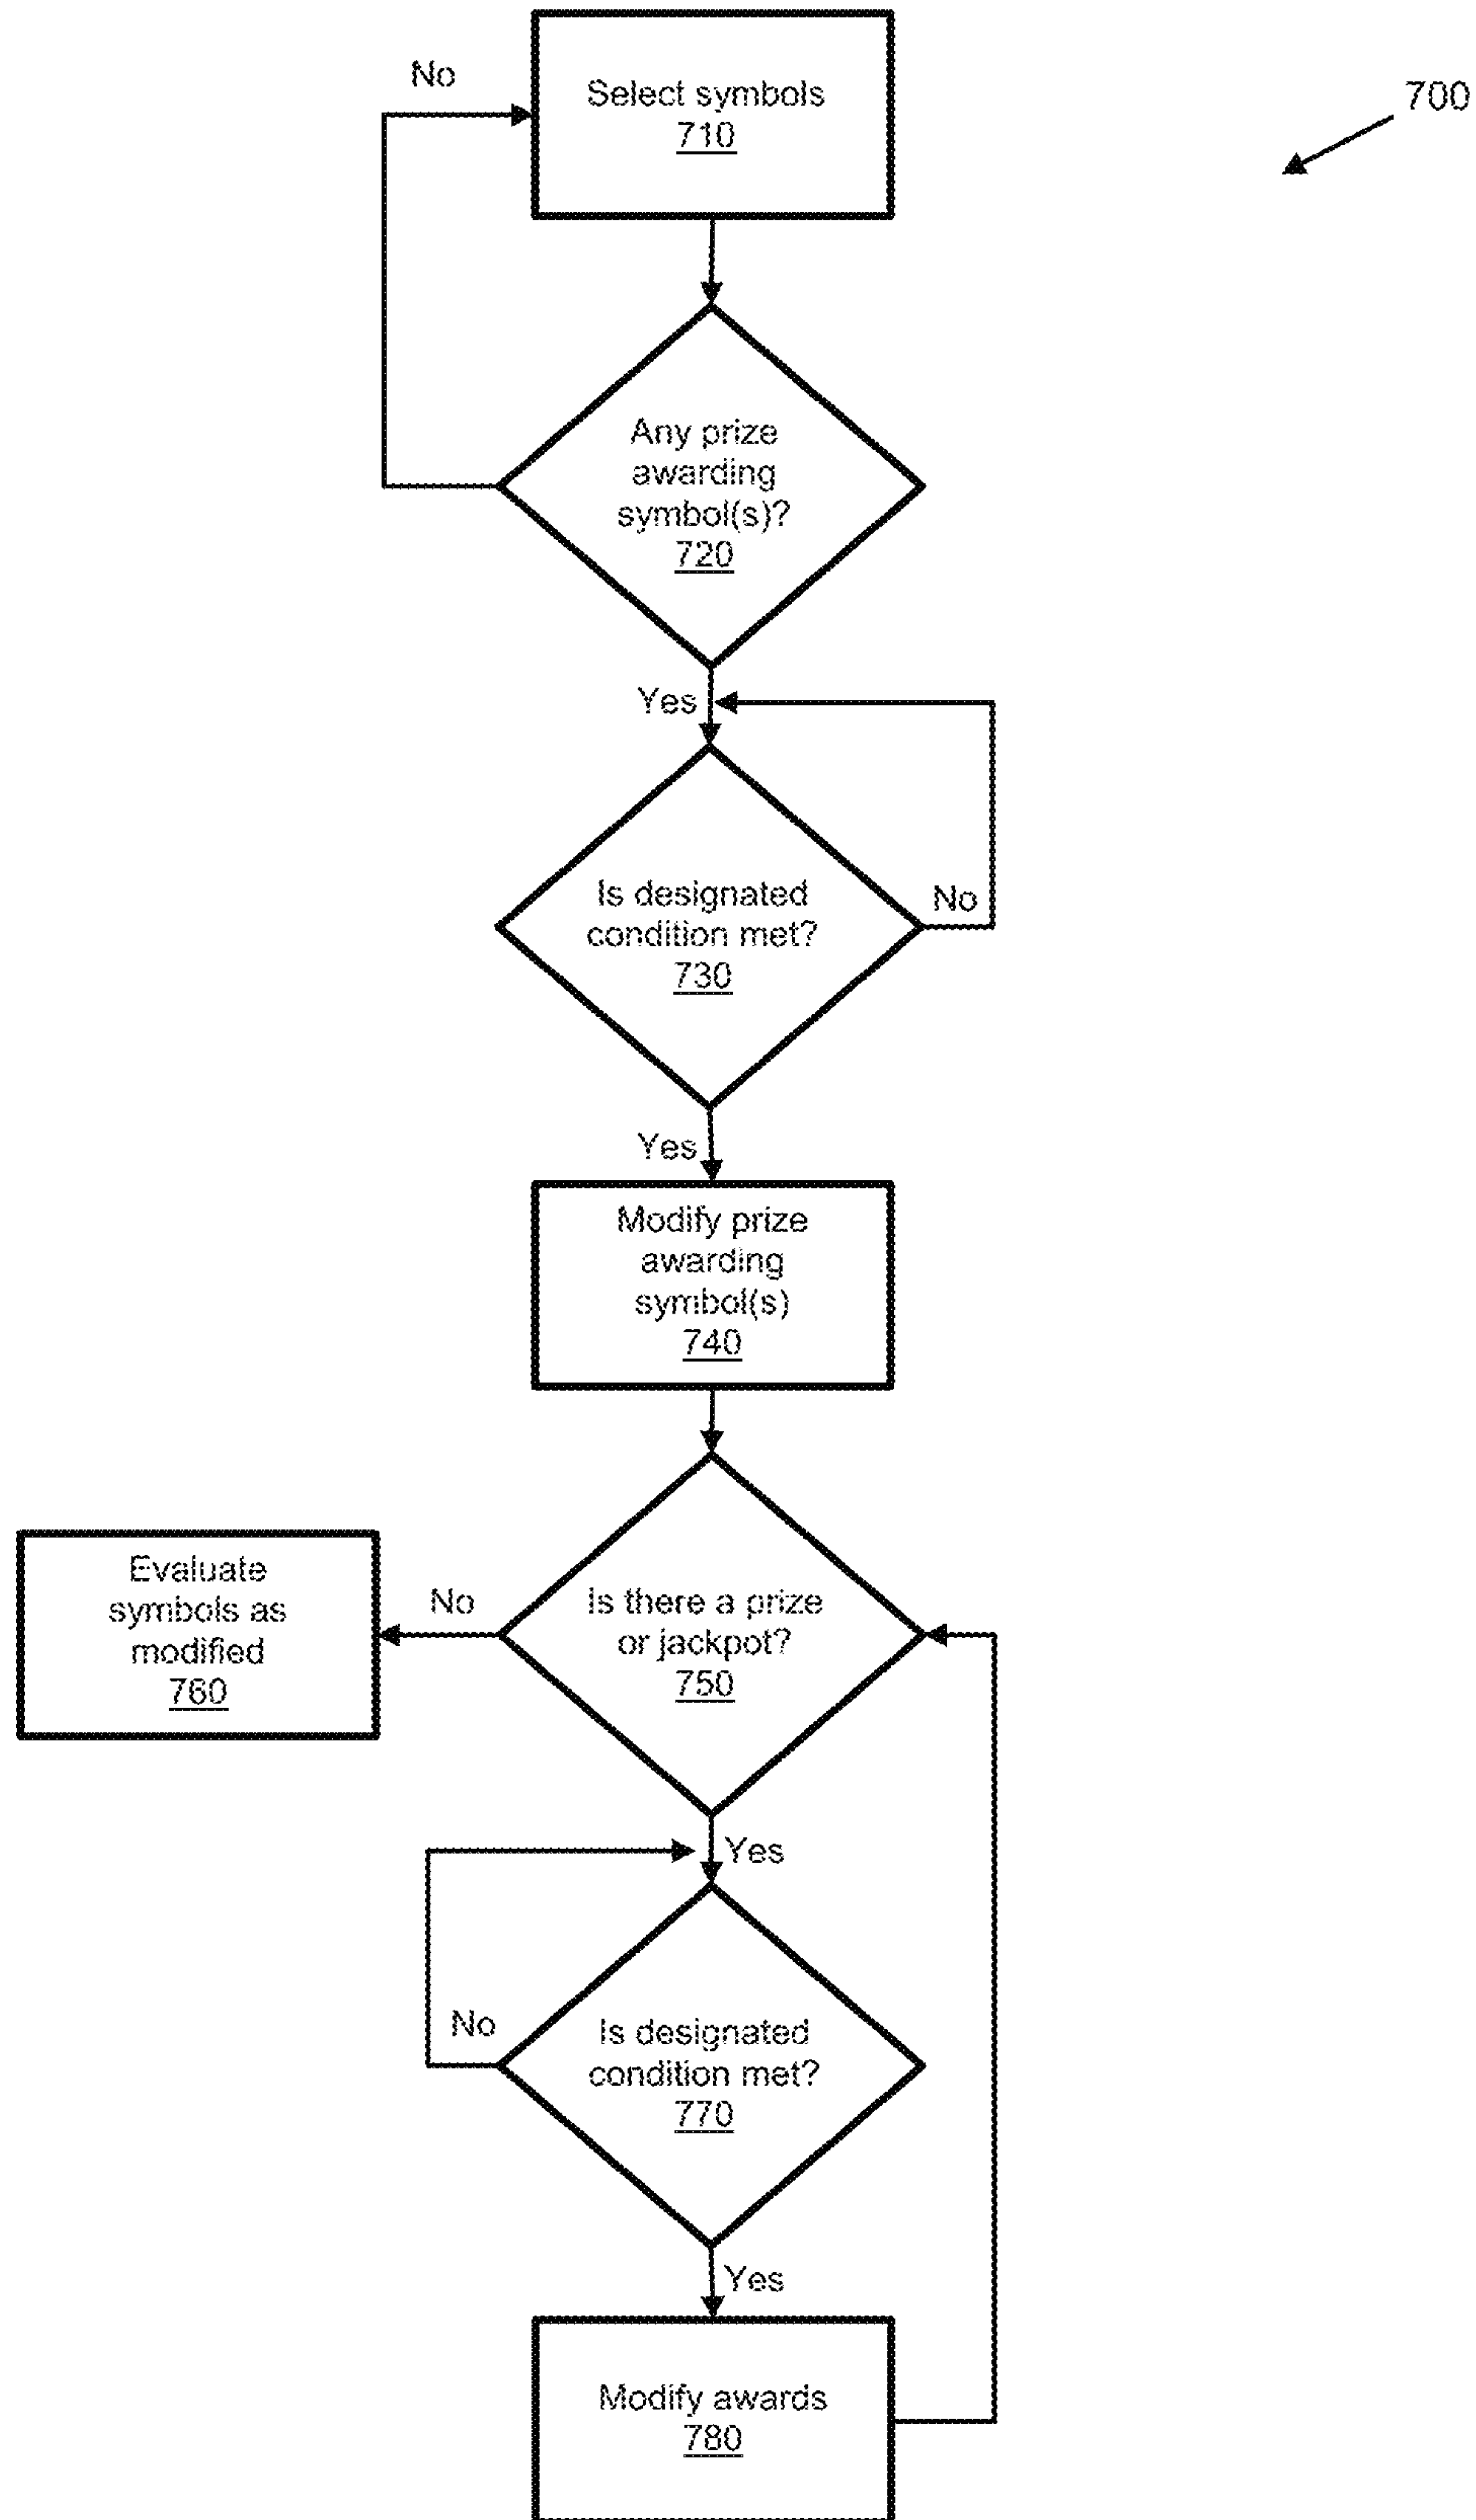 No
Select symbols
710
700
Any prize
awarding
symbol(s)?
720
Yes
Is designated
condition met?
730
No
Yes
Modify prize
awarding
symbol(s)
740
Evaluate
symbols as
modified
760
No
Is there a prize
or jackpot?
750
Yes
No
Is designated
condition met?
770
Yes
Modify awards
780